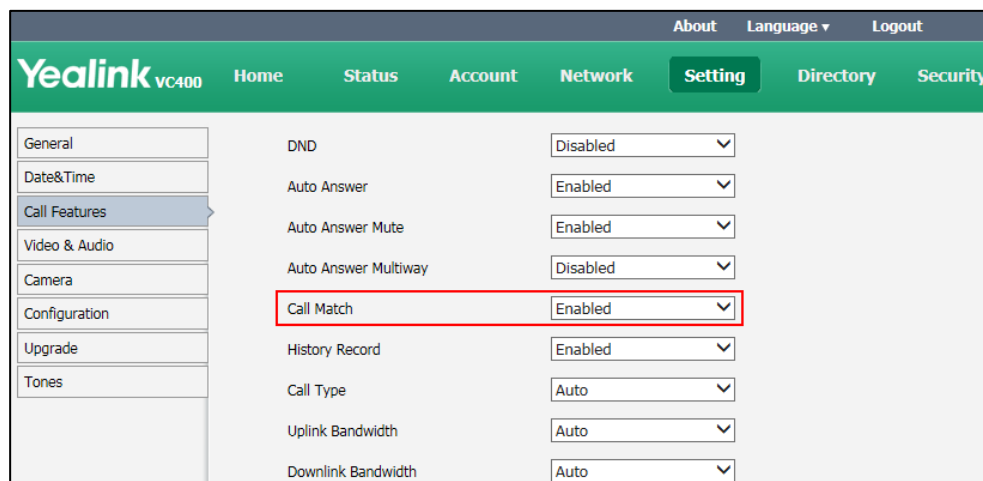 About Language ▾ Logout
Yealink VC400 Home Status Account Network Setting Directory Security
General
Date&Time
Call Features
Video & Audio
Camera
Configuration
Upgrade
Tones
DND Disabled
Auto Answer Enabled
Auto Answer Mute Enabled
Auto Answer Multiway Disabled
Call Match Enabled
History Record Enabled
Call Type Auto
Uplink Bandwidth Auto
Downlink Bandwidth Auto